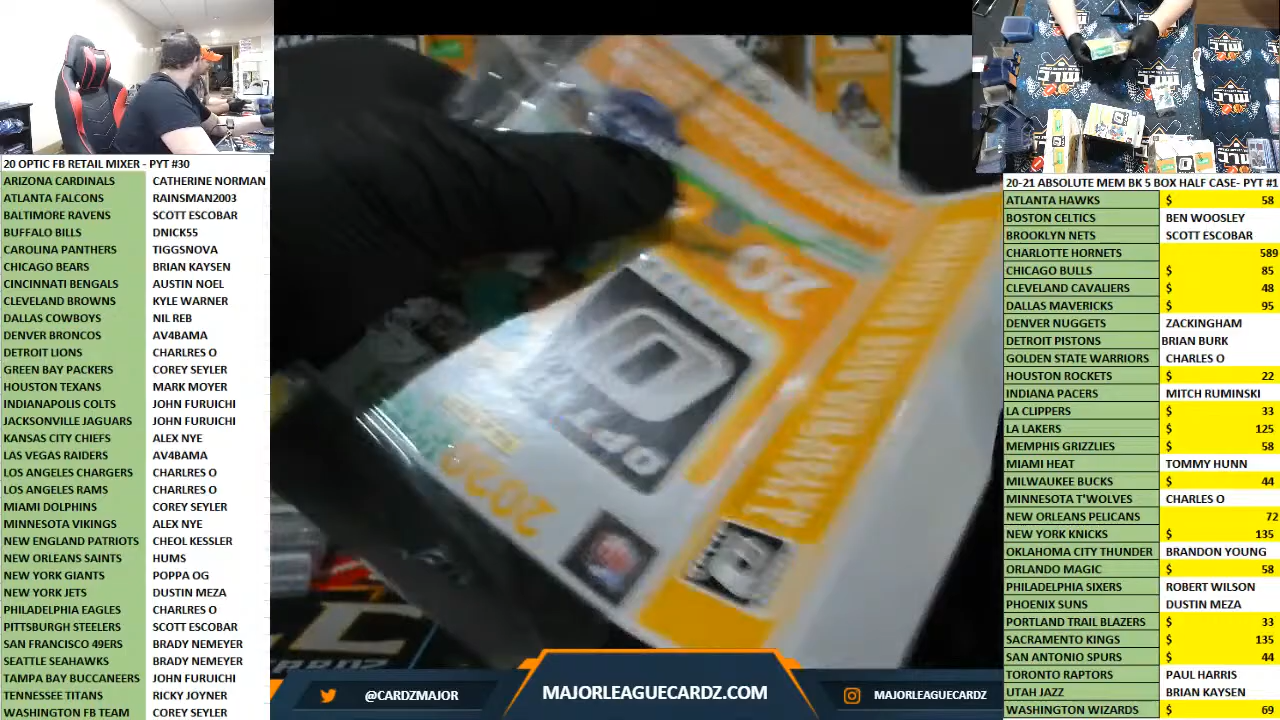 20 OPTIC FB RETAIL MIXER - PYT #30
ARIZONA CARDINALS CATHERINE NORMAN
ATLANTA FALCONS RAINSMAN2003
BALTIMORE RAVENS SCOTT ESCOBAR
BUFFALO BILLS DNICK55
CAROLINA PANTHERS TIGGSNOVA
CHICAGO BEARS BRIAN KAYSEN
CINCINNATI BENGALS AUSTIN NOEL
CLEVELAND BROWNS KYLE WARNER
DALLAS COWBOYS NIL REB
DENVER BRONCOS AV4BAMA
DETROIT LIONS CHARLRES O
GREEN BAY PACKERS COREY SEYLER
HOUSTON TEXANS MARK MOYER
INDIANAPOLIS COLTS JOHN FURUICHI
JACKSONVILLE JAGUARS JOHN FURUICHI
KANSAS CITY CHIEFS ALEX NYE
LAS VEGAS RAIDERS AV4BAMA
LOS ANGELES CHARGERS CHARLRES O
LOS ANGELES RAMS CHARLRES O
MIAMI DOLPHINS COREY SEYLER
MINNESOTA VIKINGS ALEX NYE
NEW ENGLAND PATRIOTS CHEOL KESSLER
NEW ORLEANS SAINTS HUMS
NEW YORK GIANTS POPPA OG
NEW YORK JETS DUSTIN MEZA
PHILADELPHIA EAGLES CHARLRES O
PITTSBURGH STEELERS SCOTT ESCOBAR
SAN FRANCISCO 49ERS BRADY NEMEYER
SEATTLE SEAHAWKS BRADY NEMEYER
TAMPA BAY BUCCANEERS JOHN FURUICHI
TENNESSEE TITANS RICKY JOYNER
WASHINGTON FB TEAM COREY SEYLER
20
OPTIC
2020
@CARDZMAJOR
MAJORLEAGUECARDZ.COM
MAJORLEAGUECARDZ
20-21 ABSOLUTE MEM BK 5 BOX HALF CASE- PYT #1
ATLANTA HAWKS $ 58
BOSTON CELTICS BEN WOOSLEY
BROOKLYN NETS SCOTT ESCOBAR
CHARLOTTE HORNETS 589
CHICAGO BULLS $ 85
CLEVELAND CAVALIERS $ 48
DALLAS MAVERICKS $ 95
DENVER NUGGETS ZACKINGHAM
DETROIT PISTONS BRIAN BURK
GOLDEN STATE WARRIORS CHARLES O
HOUSTON ROCKETS $ 22
INDIANA PACERS MITCH RUMINSKI
LA CLIPPERS $ 33
LA LAKERS $ 125
MEMPHIS GRIZZLIES $ 58
MIAMI HEAT TOMMY HUNN
MILWAUKEE BUCKS $ 44
MINNESOTA T'WOLVES CHARLES O
NEW ORLEANS PELICANS 72
NEW YORK KNICKS $ 135
OKLAHOMA CITY THUNDER BRANDON YOUNG
ORLANDO MAGIC $ 58
PHILADELPHIA SIXERS ROBERT WILSON
PHOENIX SUNS DUSTIN MEZA
PORTLAND TRAIL BLAZERS $ 33
SACRAMENTO KINGS $ 135
SAN ANTONIO SPURS $ 44
TORONTO RAPTORS PAUL HARRIS
UTAH JAZZ BRIAN KAYSEN
WASHINGTON WIZARDS $ 69